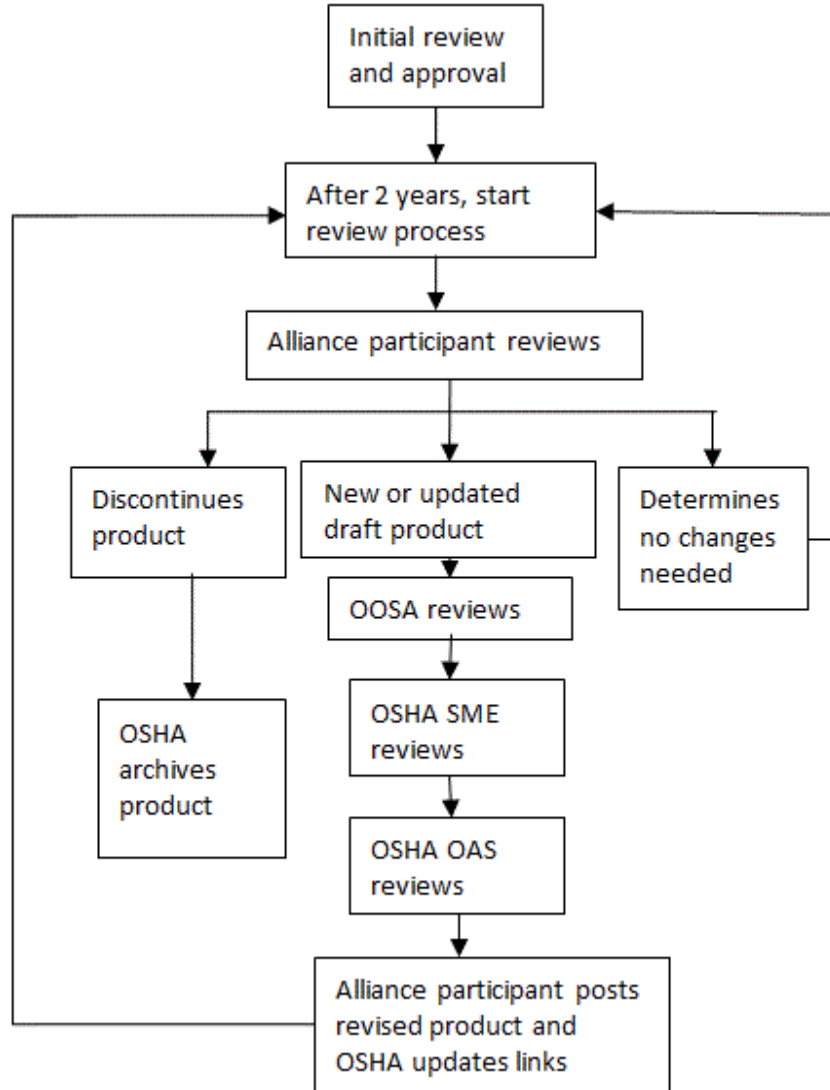 Initial review
and approval
After 2 years, start
review process
Alliance participant reviews
Discontinues
product
New or updated
draft product
Determines
no changes
needed
OOSA reviews
OSHA SME
reviews
OSHA
archives
product
OSHA OAS
reviews
Alliance participant posts
revised product and
OSHA updates links